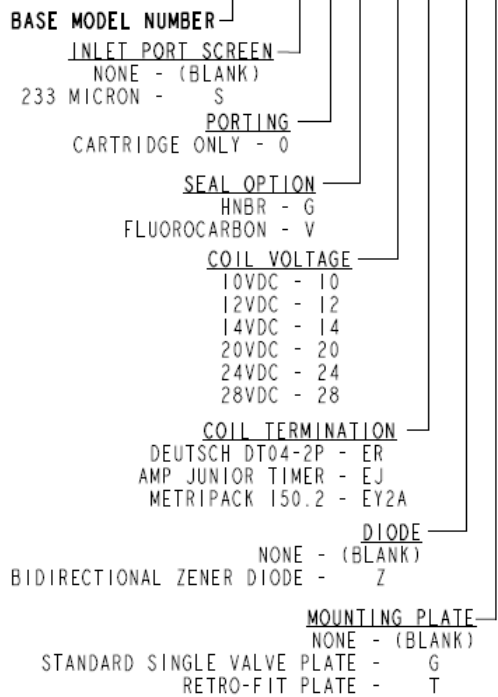 BASE MODEL NUMBER
INLET PORT SCREEN
NONE - (BLANK)
233 MICRON - S
PORTING
CARTRIDGE ONLY - 0
SEAL OPTION
HNBR - G
FLUOROCARBON - V
COIL VOLTAGE
10VDC - 10
12VDC - 12
14VDC - 14
20VDC - 20
24VDC - 24
28VDC - 28
COIL TERMINATION
DEUTSCH DT04-2P - ER
AMP JUNIOR TIMER - EJ
METRIPACK 150.2 - EY2A
DIODE
NONE - (BLANK)
BIDIRECTIONAL ZENER DIODE - Z
MOUNTING PLATE
NONE - (BLANK)
STANDARD SINGLE VALVE PLATE - G
RETRO-FIT PLATE - T